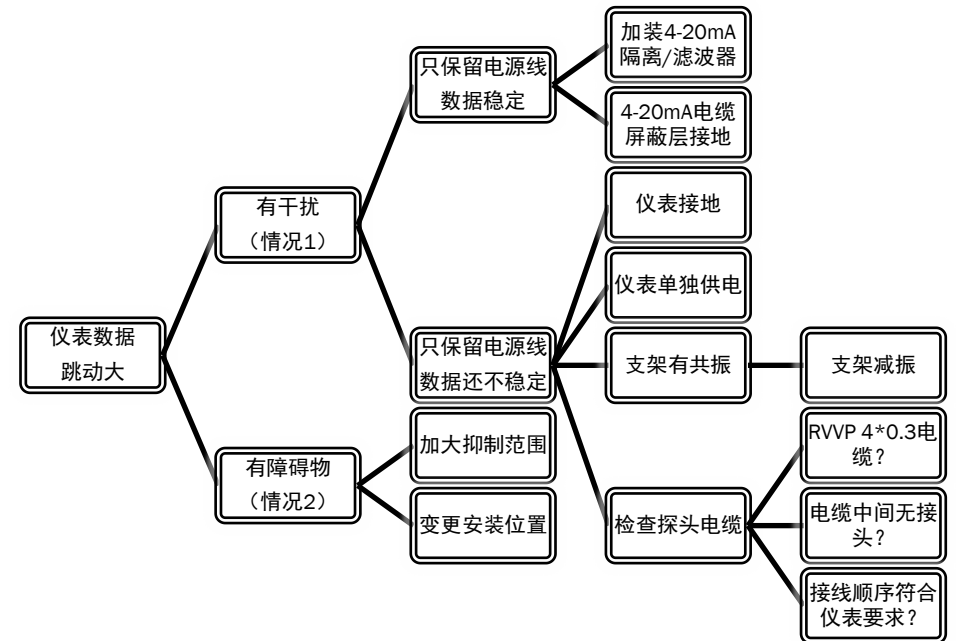 仪表数据
跳动大
有干扰
（情况1）
只保留电源线
数据稳定
加装4-20mA
隔离/滤波器
4-20mA电缆
屏蔽层接地
只保留电源线
数据还不稳定
仪表接地
仪表单独供电
支架有共振
支架减振
检查探头电缆
RVVP 4*0.3电
缆？
电缆中间无接
头？
接线顺序符合
仪表要求？
有障碍物
（情况2）
加大抑制范围
变更安装位置